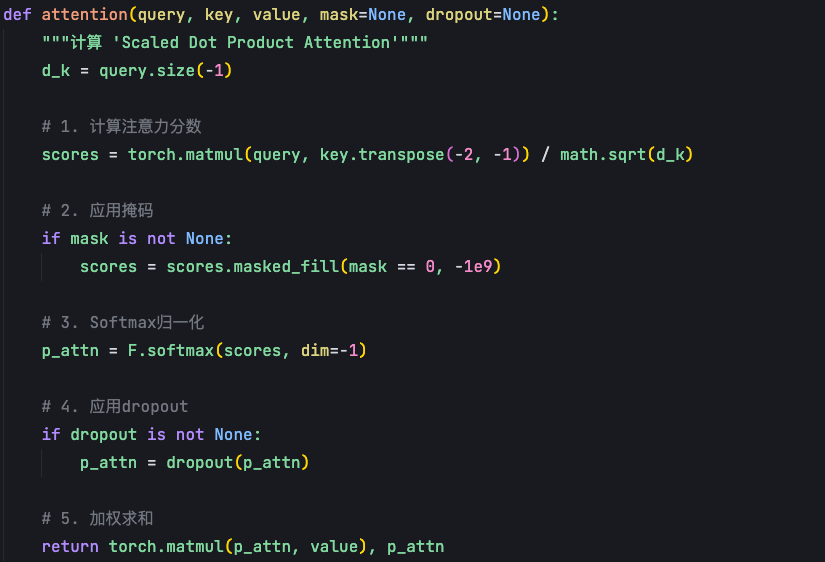 def attention(query, key, value, mask=None, dropout=None):
    """计算 'Scaled Dot Product Attention'"""
    d_k = query.size(-1)

    # 1. 计算注意力分数
    scores = torch.matmul(query, key.transpose(-2, -1)) / math.sqrt(d_k)

    # 2. 应用掩码
    if mask is not None:
        scores = scores.masked_fill(mask == 0, -1e9)

    # 3. Softmax归一化
    p_attn = F.softmax(scores, dim=-1)

    # 4. 应用dropout
    if dropout is not None:
        p_attn = dropout(p_attn)

    # 5. 加权求和
    return torch.matmul(p_attn, value), p_attn